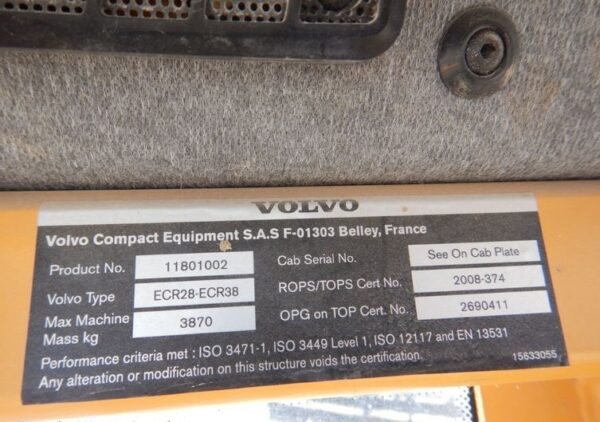 VOLVO
Volvo Compact Equipment S.A.S F-01303 Belley, France
Product No. 11801002 Cab Serial No. See On Cab Plate
Volvo Type ECR28-ECR38 ROPS/TOPS Cert No. 2008-374
Max Machine Mass kg 3870 OPG on TOP Cert. No. 2690411
Performance criteria met : ISO 3471-1, ISO 3449 Level 1, ISO 12117 and EN 13531
Any alteration or modification on this structure voids the certification.
15633055